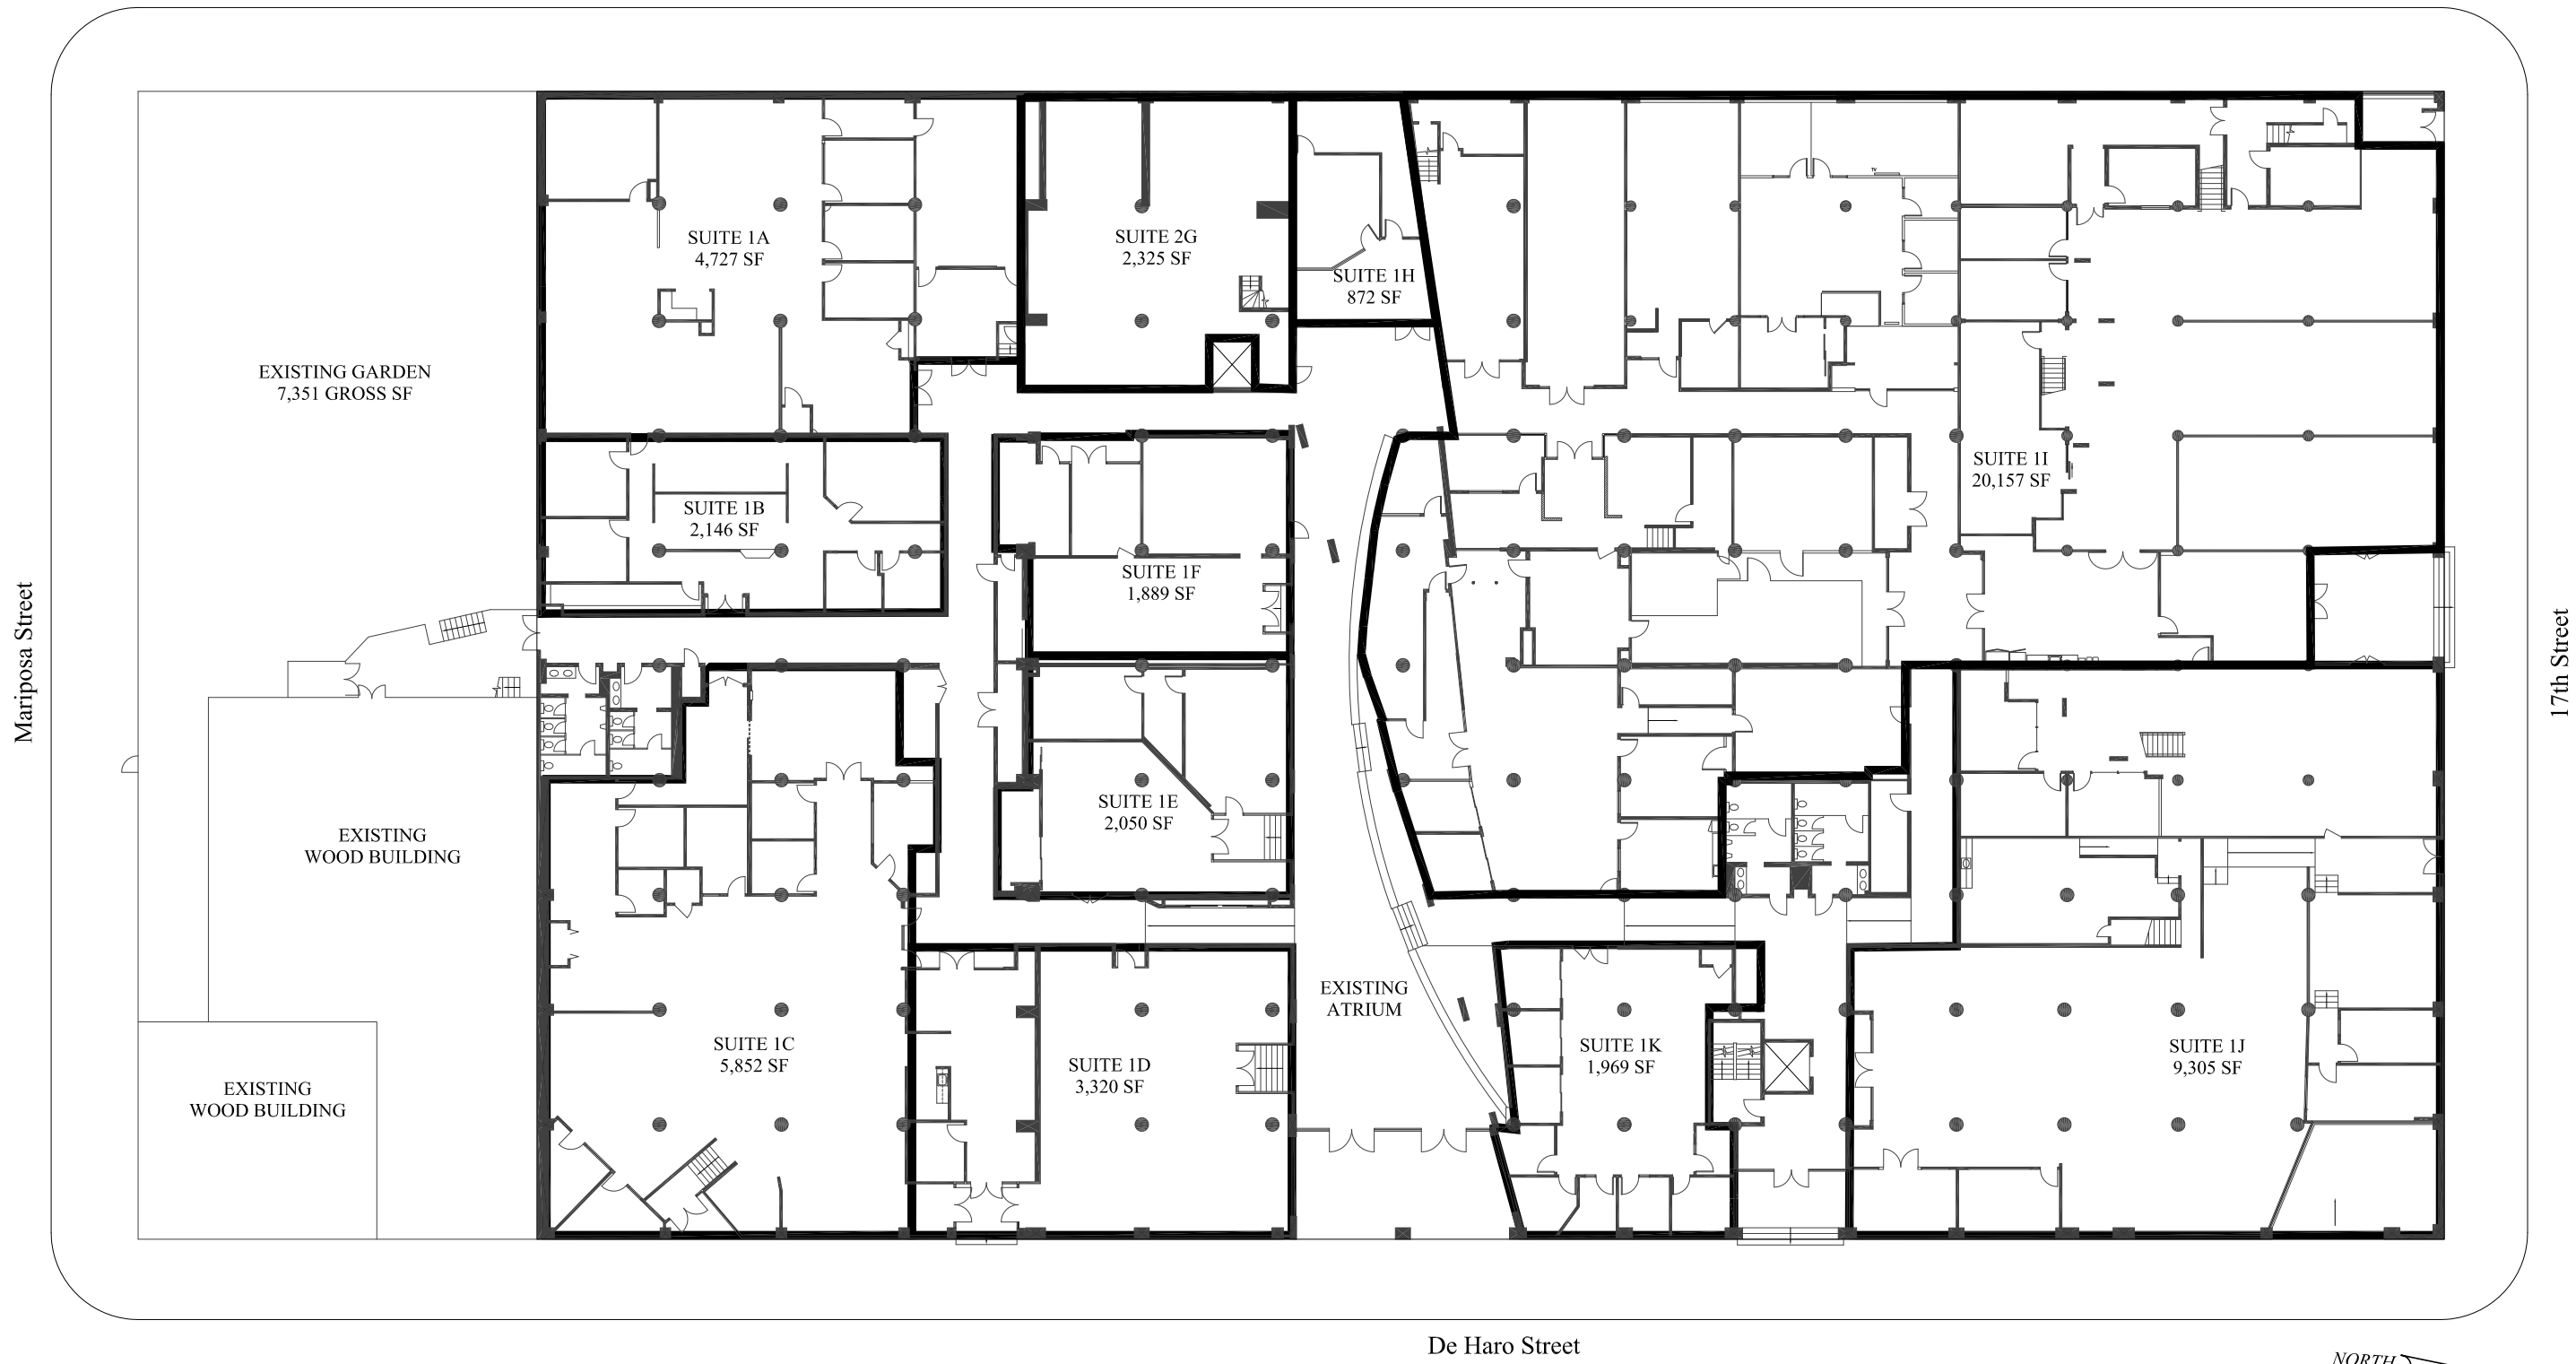 SUITE 1A
4,727 SF
SUITE 2G
2,325 SF
SUITE 1H
872 SF
EXISTING GARDEN
7,351 GROSS SF
SUITE 1B
2,146 SF
SUITE 1I
20,157 SF
SUITE 1F
1,889 SF
Mariposa Street
17th Street
SUITE 1E
2,050 SF
EXISTING
WOOD BUILDING
EXISTING
ATRIUM
SUITE 1C
5,852 SF
SUITE 1D
3,320 SF
SUITE 1K
1,969 SF
SUITE 1J
9,305 SF
EXISTING
WOOD BUILDING
De Haro Street
NORTH